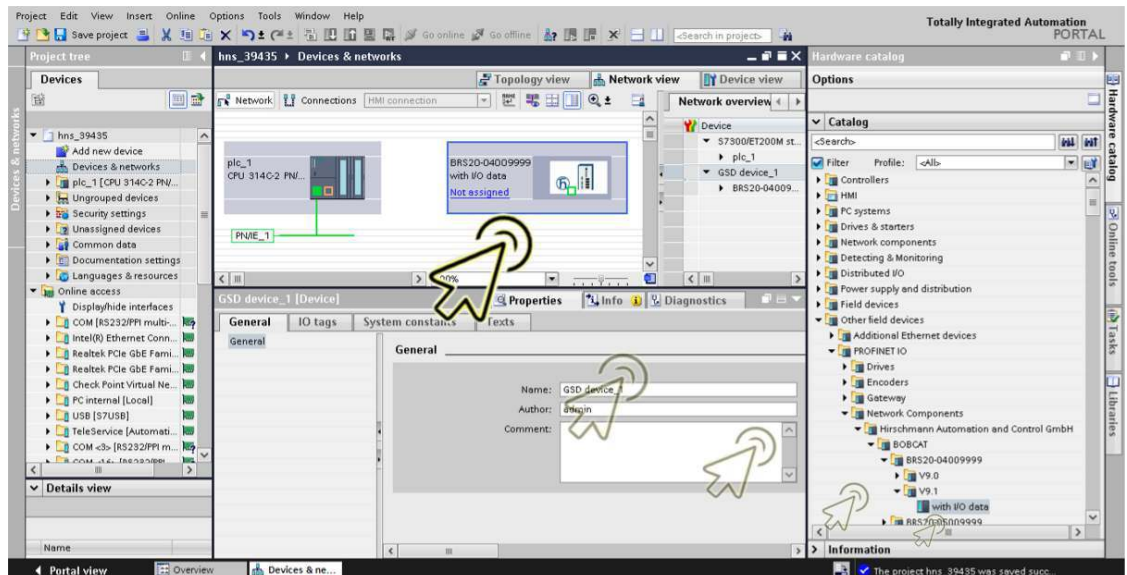 Project Edit View Insert Online Options Tools Window Help
Totally Integrated Automation
PORTAL
Save project Go online Go offline <Search in project>
Project tree
hns_39435 Devices & networks
Hardware catalog
Devices
Topology view Network view Device view
Options
Network Connections HMI connection
Network overview
Devices & networks
hns_39435
Add new device
Devices & networks
plc_1 [CPU 314C-2 PN/...
Ungrouped devices
Security settings
Unassigned devices
Common data
Documentation settings
Languages & resources
Online access
Display/hide interfaces
COM [RS232/PPI multi-...
Intel(R) Ethernet Conn...
Realtek PCIe GbE Fami...
Realtek PCIe GbE Fami...
Check Point Virtual Ne...
PC internal [Local]
USB [S7USB]
TeleService [Automati...
COM <3> [RS232/PPI m...
Details view
Name
plc_1
CPU 314C-2 PN/...
BRS20-04009999
with I/O data
Not assigned
PN/IE_1
Device
S7300/ET200M st...
plc_1
GSD device_1
BRS20-04009...
GSD device_1 [Device]
Properties Info Diagnostics
General IO tags System constants Texts
General
General
Name: GSD device_1
Author: admin
Comment:
Catalog
<Search>
Filter Profile: <All>
Controllers
HMI
PC systems
Drives & starters
Network components
Detecting & Monitoring
Distributed I/O
Power supply and distribution
Field devices
Other field devices
Additional Ethernet devices
PROFINET IO
Drives
Encoders
Gateway
Network Components
Hirschmann Automation and Control GmbH
BOBCAT
BRS20-04009999
V9.0
V9.1
with I/O data
BRS20-05009999
Information
Hardware catalog
Online tools
Tasks
Libraries
Portal view Overview Devices & ne...
The project hns_39435 was saved succ...